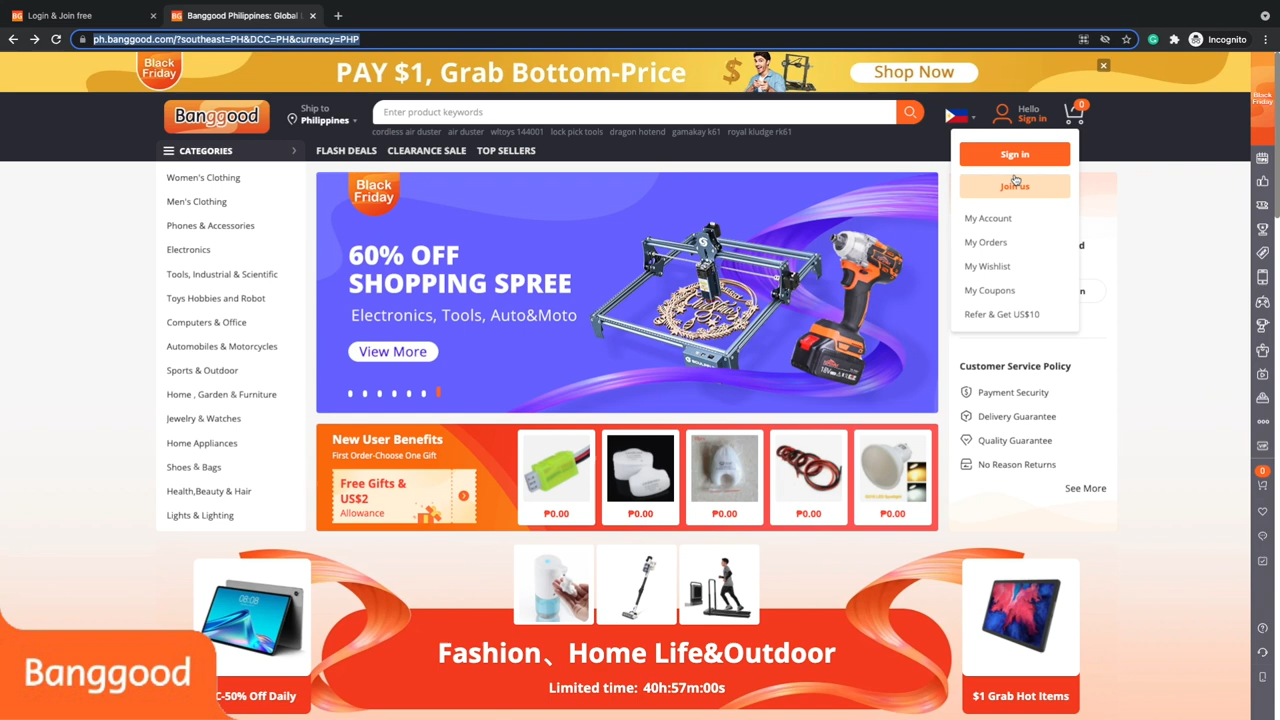 Login & Join free
Banggood Philippines: Global
ph.banggood.com/?southeast=PH&DCC=PH&currency=PHP
Incognito
Black
Friday
PAY $1, Grab Bottom-Price
Shop Now
Black
Friday
Banggood
Ship to
Philippines
Enter product keywords
Hello
Sign in
0
cordless air duster air duster wltoys 144001 lock pick tools dragon hotend gamakay k61 royal kludge rk61
CATEGORIES
FLASH DEALS CLEARANCE SALE TOP SELLERS
Women's Clothing
Men's Clothing
Phones & Accessories
Electronics
Tools, Industrial & Scientific
Toys Hobbies and Robot
Computers & Office
Automobiles & Motorcycles
Sports & Outdoor
Home , Garden & Furniture
Jewelry & Watches
Home Appliances
Shoes & Bags
Health,Beauty & Hair
Lights & Lighting
Black
Friday
60% OFF
SHOPPING SPREE
Electronics, Tools, Auto&Moto
View More
Sign in
Join us
My Account
My Orders
My Wishlist
My Coupons
Refer & Get US$10
Customer Service Policy
Payment Security
Delivery Guarantee
Quality Guarantee
No Reason Returns
See More
0
New User Benefits
First Order-Choose One Gift
Free Gifts &
US$2
Allowance
₱0.00
₱0.00
₱0.00
₱0.00
₱0.00
Fashion、Home Life&Outdoor
Limited time: 40h:57m:00s
C-50% Off Daily
$1 Grab Hot Items
Banggood